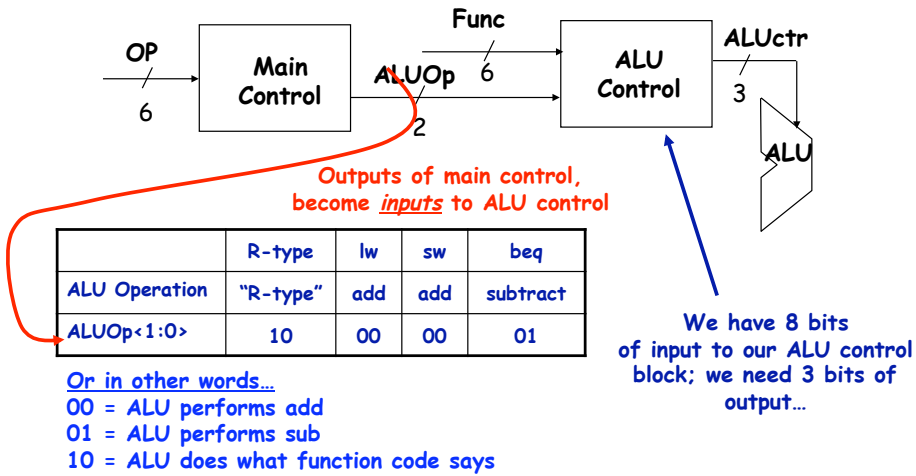 Func
OP
ALUctr
Main
Control
ALUOp
6
ALU
Control
6
3
2
ALU
Outputs of main control,
become inputs to ALU control
R-type lw sw beq
ALU Operation "R-type" add add subtract
ALUOp<1:0> 10 00 00 01
We have 8 bits
of input to our ALU control
block; we need 3 bits of
output...
Or in other words...
00 = ALU performs add
01 = ALU performs sub
10 = ALU does what function code says